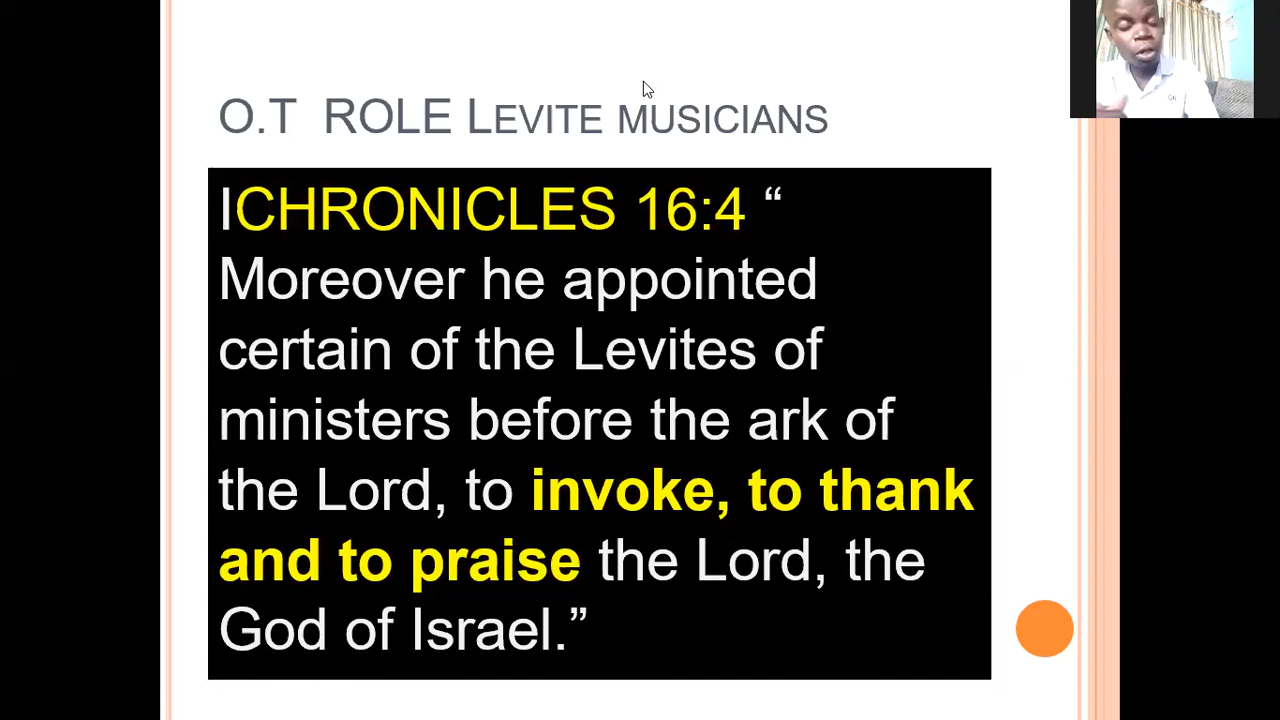 O.T ROLE LEVITE MUSICIANS
ICHRONICLES 16:4 “
Moreover he appointed
certain of the Levites of
ministers before the ark of
the Lord, to invoke, to thank
and to praise the Lord, the
God of Israel.”